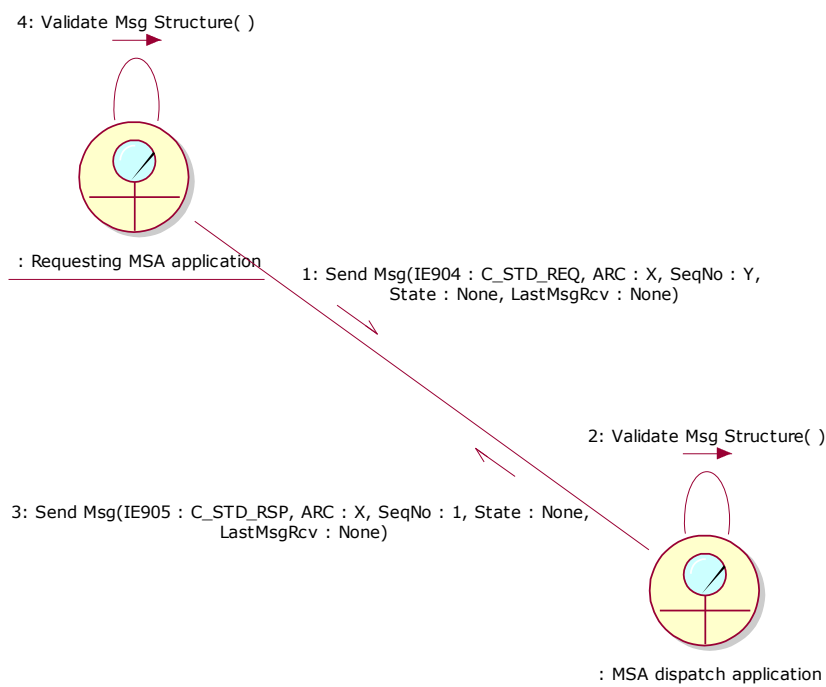 4: Validate Msg Structure( )
: Requesting MSA application
1: Send Msg(IE904 : C_STD_REQ, ARC : X, SeqNo : Y,
State : None, LastMsgRcv : None)
2: Validate Msg Structure( )
3: Send Msg(IE905 : C_STD_RSP, ARC : X, SeqNo : 1, State : None,
LastMsgRcv : None)
: MSA dispatch application